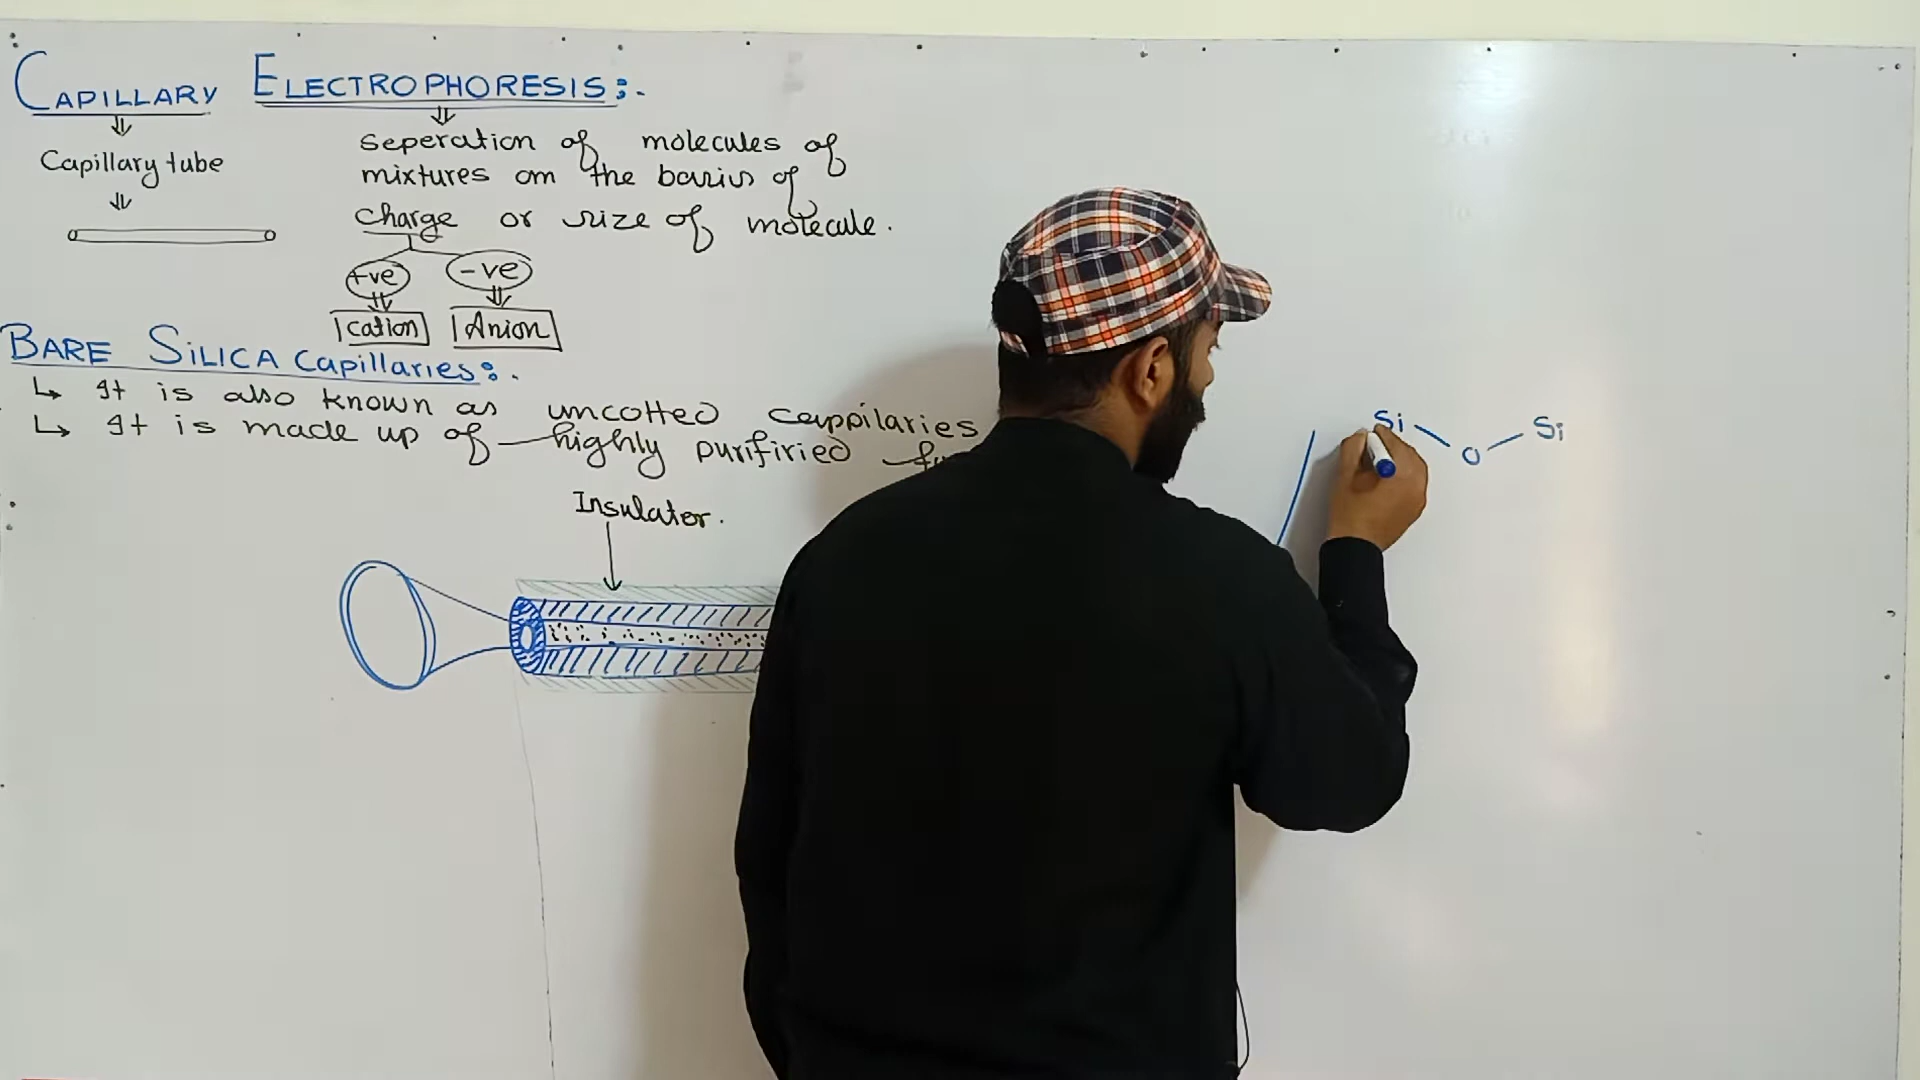 CAPILLARY ELECTROPHORESIS:-
Capillary tube
seperation of molecules of
mixtures on the basis of
charge or size of molecule.
+ve -ve
Cation Anion
BARE SILICA Capillaries:-
It is also known as uncotted cappilaries
It is made up of highly purifiried
Insulator.
Si O Si